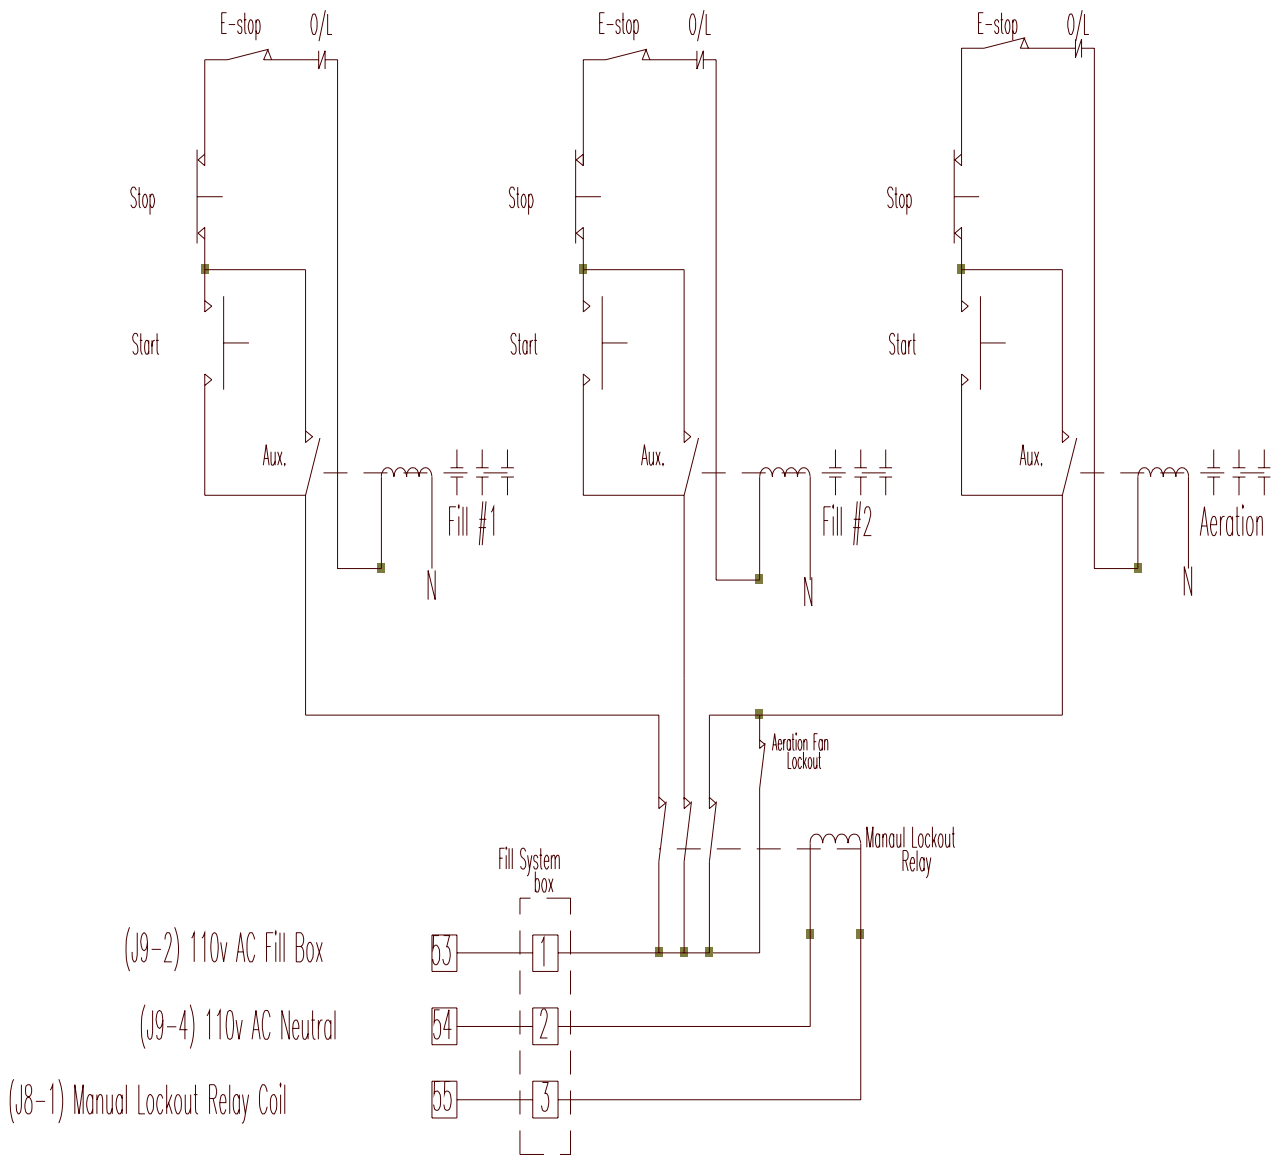 E-stop O/L E-stop O/L E-stop O/L
Stop Stop Stop
Start Start Start
Aux. Aux. Aux.
Fill #1 Fill #2 Aeration
N N N
Aeration Fan
Lockout
Manaul Lockout
Relay
Fill System
box
(J9-2) 110v AC Fill Box 53 1
(J9-4) 110v AC Neutral 54 2
(J8-1) Manual Lockout Relay Coil 55 3